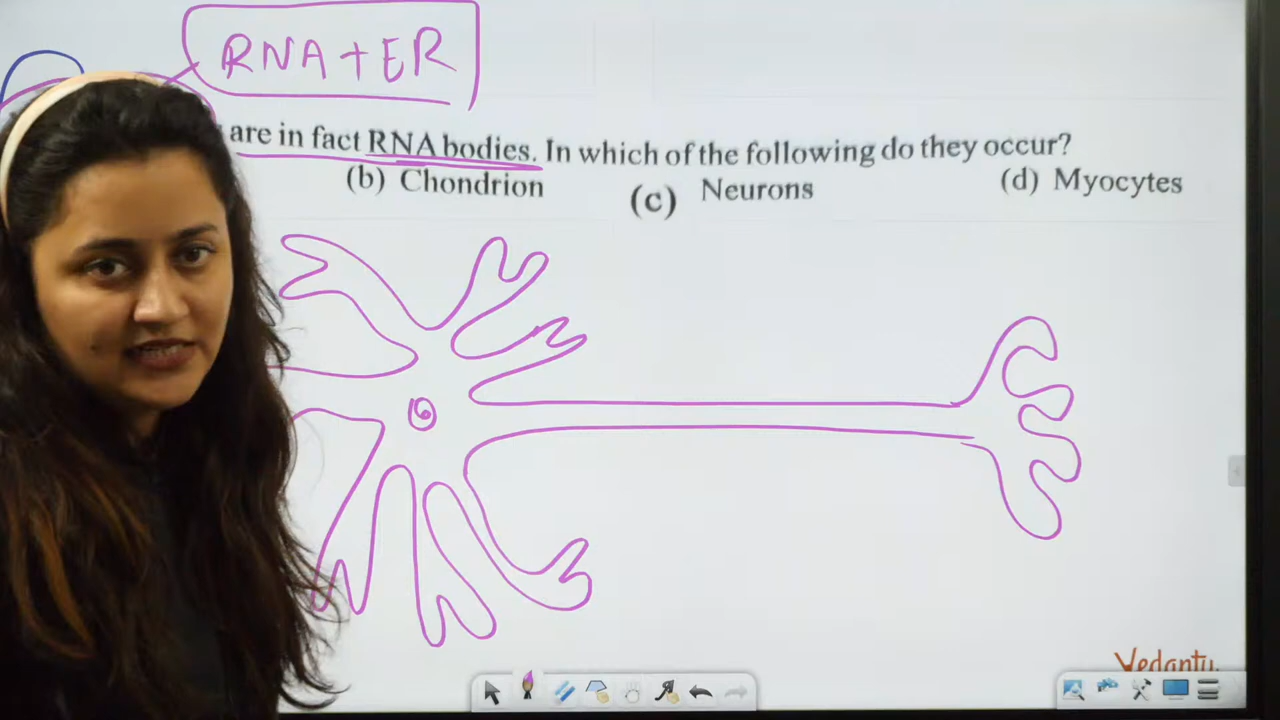 RNA + ER
are in fact RNA bodies. In which of the following do they occur?
(b) Chondrion (c) Neurons (d) Myocytes
Vedantu